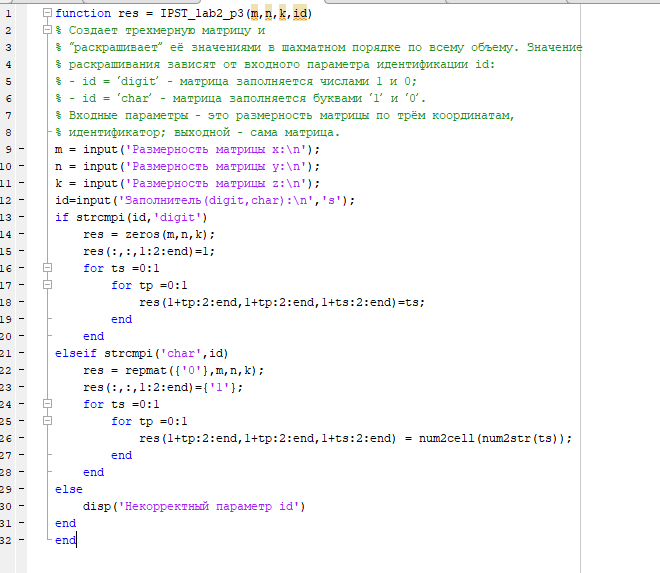 1 function res = IPST_lab2_p3(m,n,k,id)
2 % Создает трехмерную матрицу и
3 % "раскрашивает" её значениями в шахматном порядке по всему объему. Значение
4 % раскрашивания зависят от входного параметра идентификации id:
5 % - id = 'digit' - матрица заполняется числами 1 и 0;
6 % - id = 'char' - матрица заполняется буквами '1' и '0'.
7 % Входные параметры - это размерность матрицы по трём координатам,
8 % идентификатор; выходной - сама матрица.
9 - m = input('Размерность матрицы x:\n');
10 - n = input('Размерность матрицы y:\n');
11 - k = input('Размерность матрицы z:\n');
12 - id=input('Заполнитель(digit,char):\n','s');
13 - if strcmpi(id,'digit')
14 - res = zeros(m,n,k);
15 - res(:,:,1:2:end)=1;
16 - for ts =0:1
17 - for tp =0:1
18 - res(1+tp:2:end,1+tp:2:end,1+ts:2:end)=ts;
19 - end
20 - end
21 - elseif strcmpi('char',id)
22 - res = repmat({'0'},m,n,k);
23 - res(:,:,1:2:end)={'1'};
24 - for ts =0:1
25 - for tp =0:1
26 - res(1+tp:2:end,1+tp:2:end,1+ts:2:end) = num2cell(num2str(ts));
27 - end
28 - end
29 - else
30 - disp('Некорректный параметр id')
31 - end
32 - end